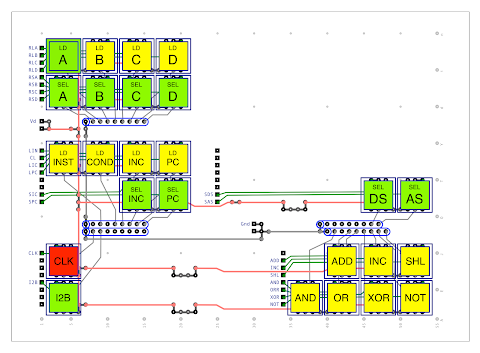 RLA
RLB
RLC
RLD
LD A
LD B
LD C
LD D
RSA
RSB
RSC
RSD
SEL A
SEL B
SEL C
SEL D
Vd
LIN
CL
LIC
LPC
LD INST
LD COND
LD INC
LD PC
SIC
SPC
SEL INC
SEL PC
SDS
SAS
SEL DS
SEL AS
Gnd
CLK
CLK
ADD
INC
SHL
ADD
INC
SHL
I2B
I2B
AND
ORR
XOR
NOT
AND
OR
XOR
NOT